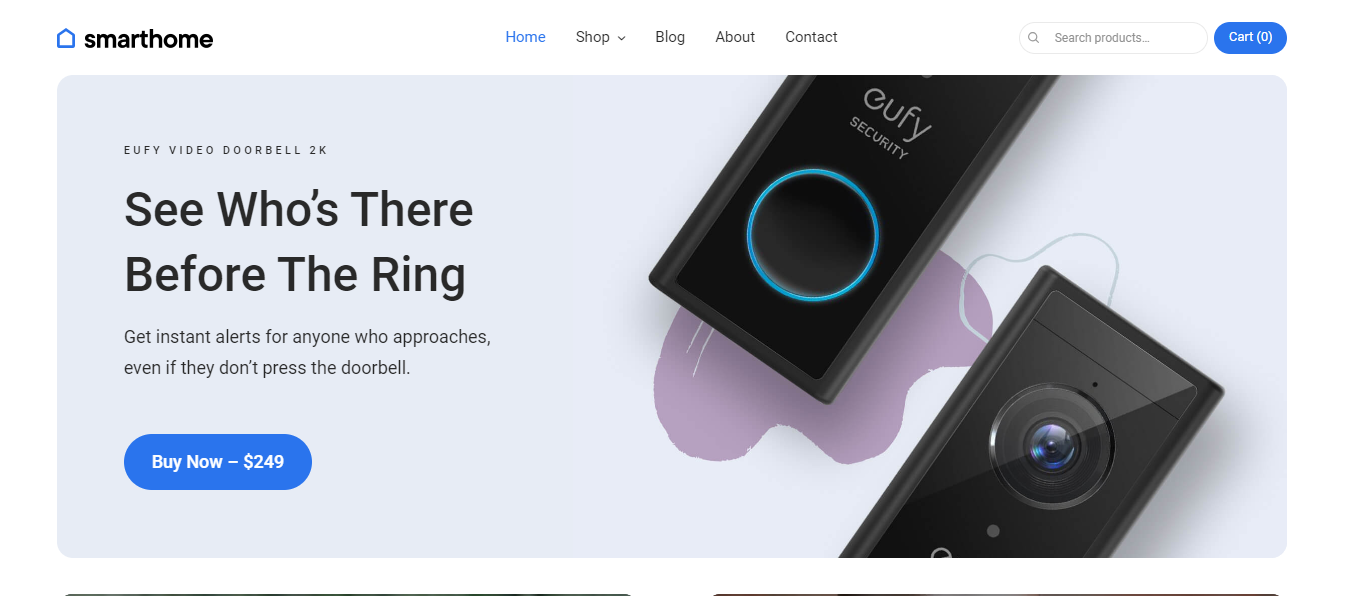 smarthome
Home
Shop
Blog
About
Contact
Search products…
Cart (0)
EUFY VIDEO DOORBELL 2K
See Who’s There
Before The Ring
Get instant alerts for anyone who approaches,
even if they don’t press the doorbell.
Buy Now – $249
eufy
SECURITY